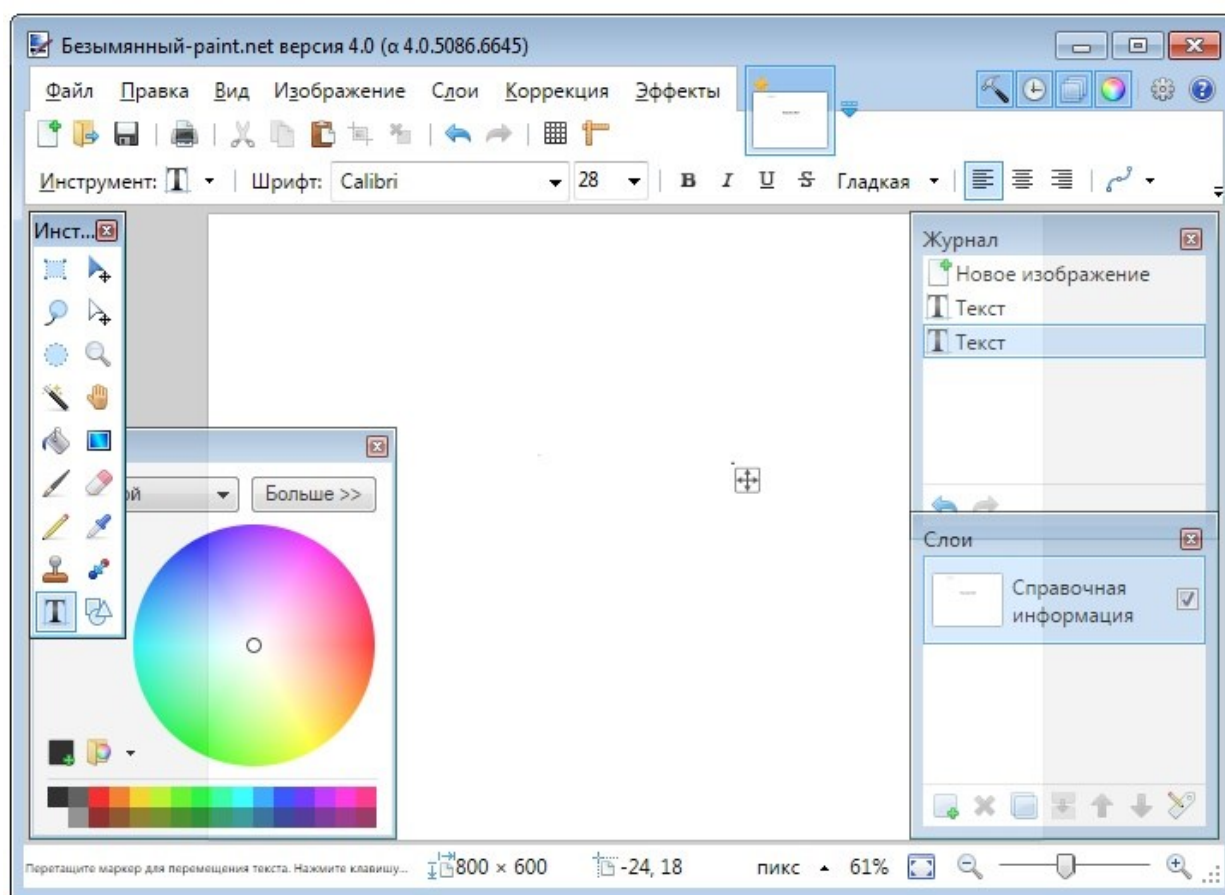 Безымянный-paint.net версия 4.0 (α 4.0.5086.6645)
Файл Правка Вид Изображение Слои Коррекция Эффекты
Инструмент: T Шрифт: Calibri 28 B I U S Гладкая
Инст...
Журнал
Новое изображение
T Текст
T Текст
ой Больше >>
T
Слои
Справочная
информация
Перетащите маркер для перемещения текста. Нажмите клавишу... 800 × 600 -24, 18 пикс 61%